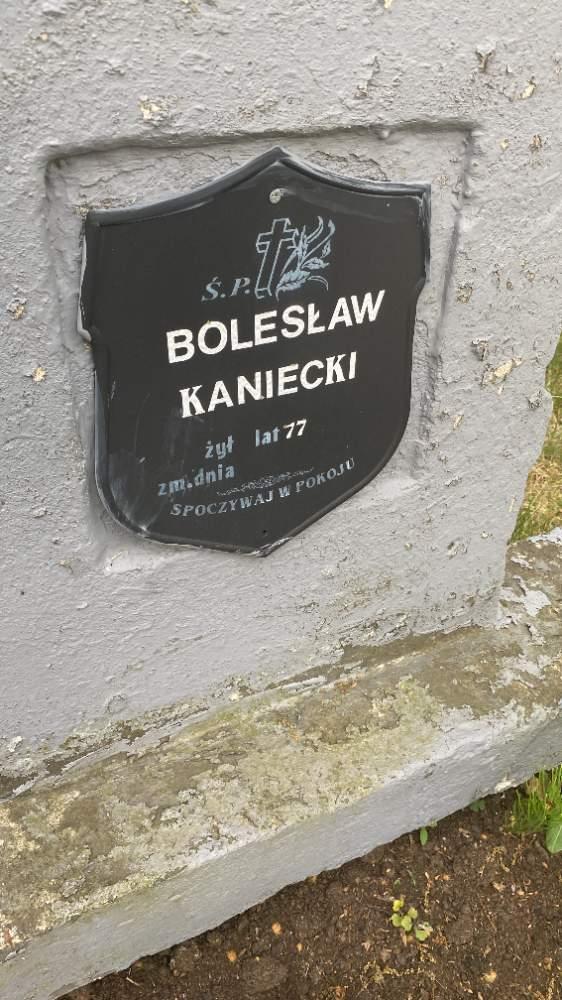 Ś.P.
BOLESŁAW
KANIECKI
żył lat 77
zm. dnia
SPOCZYWAJ W POKOJU